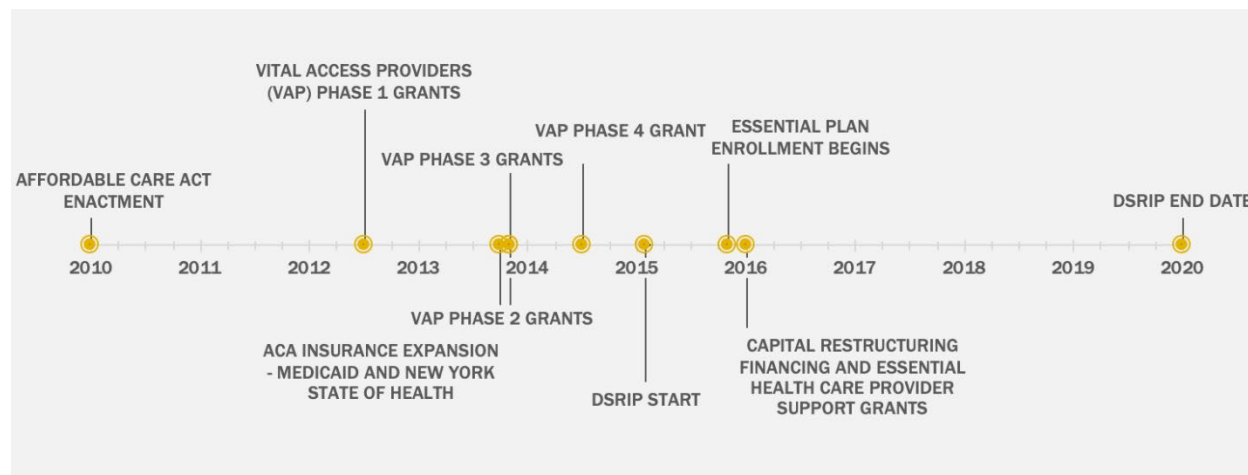 VITAL ACCESS PROVIDERS
(VAP) PHASE 1 GRANTS
VAP PHASE 4 GRANT
ESSENTIAL PLAN
ENROLLMENT BEGINS
VAP PHASE 3 GRANTS
AFFORDABLE CARE ACT
ENACTMENT
DSRIP END DATE
2010 2011 2012 2013 2014 2015 2016 2017 2018 2019 2020
VAP PHASE 2 GRANTS
ACA INSURANCE EXPANSION
- MEDICAID AND NEW YORK
STATE OF HEALTH
DSRIP START
CAPITAL RESTRUCTURING
FINANCING AND ESSENTIAL
HEALTH CARE PROVIDER
SUPPORT GRANTS